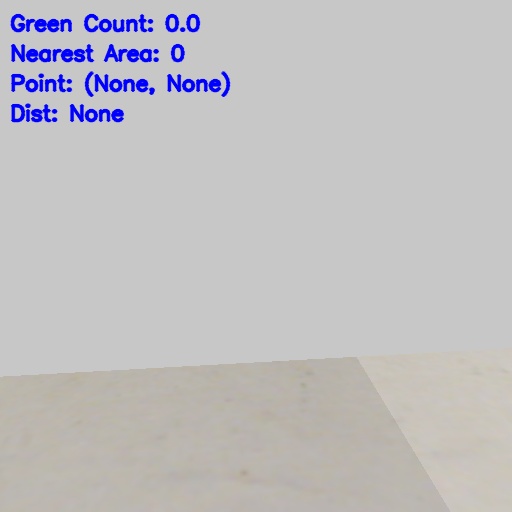 Green Count: 0.0
Nearest Area: 0
Point: (None, None)
Dist: None